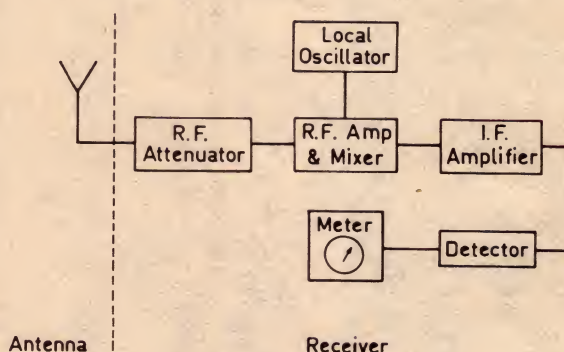 Local
Oscillator
R.F.
Attenuator
R.F. Amp
& Mixer
I.F.
Amplifier
Meter
Detector
Antenna
Receiver